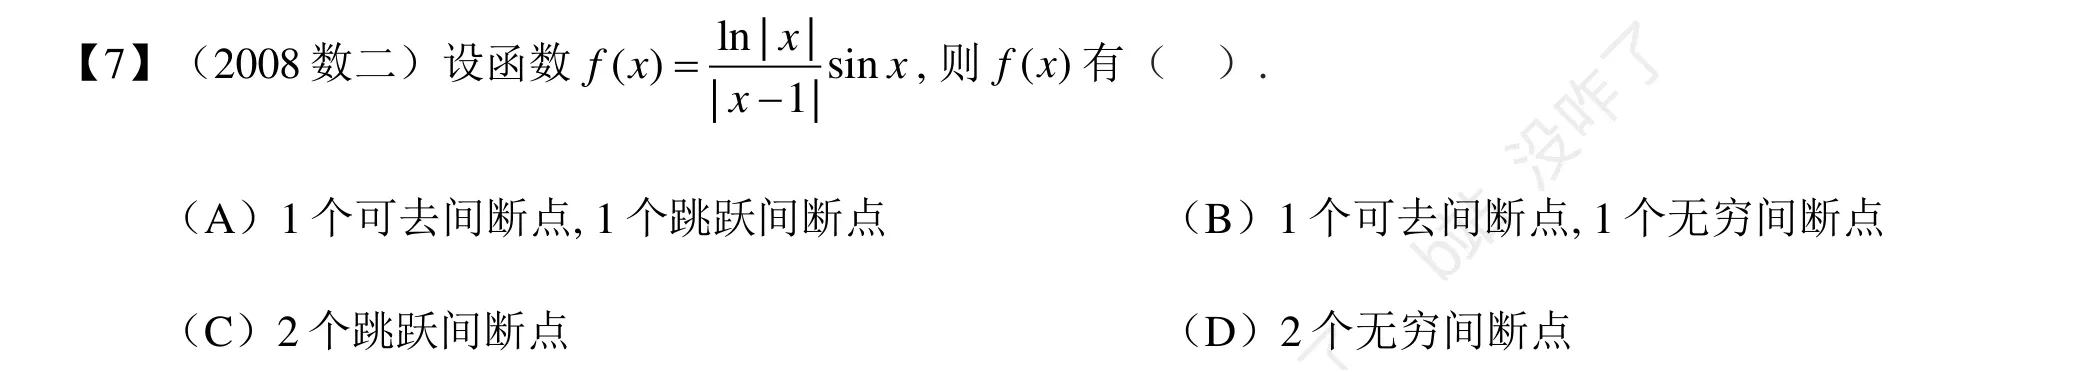 【7】（2008 数二）设函数 f(x) = \frac{ln|x|}{|x-1|} sin x, 则 f(x) 有（ ）.
（A）1 个可去间断点, 1 个跳跃间断点 （B）1 个可去间断点, 1 个无穷间断点
（C）2 个跳跃间断点 （D）2 个无穷间断点
没咋了